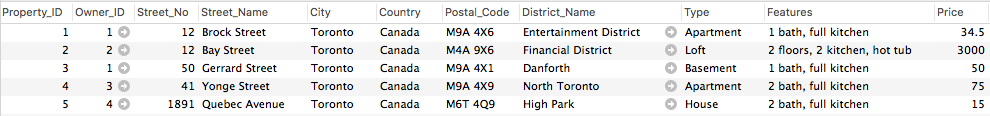 Property_ID Owner_ID Street_No Street_Name City Country Postal_Code District_Name Type Features Price
1 1 12 Brock Street Toronto Canada M9A 4X6 Entertainment District Apartment 1 bath, full kitchen 34.5
2 2 12 Bay Street Toronto Canada M4A 9X6 Financial District Loft 2 floors, 2 kitchen, hot tub 3000
3 1 50 Gerrard Street Toronto Canada M9A 4X1 Danforth Basement 1 bath, full kitchen 50
4 3 41 Yonge Street Toronto Canada M9A 4X9 North Toronto Apartment 2 bath, full kitchen 75
5 4 1891 Quebec Avenue Toronto Canada M6T 4Q9 High Park House 2 bath, full kitchen 15